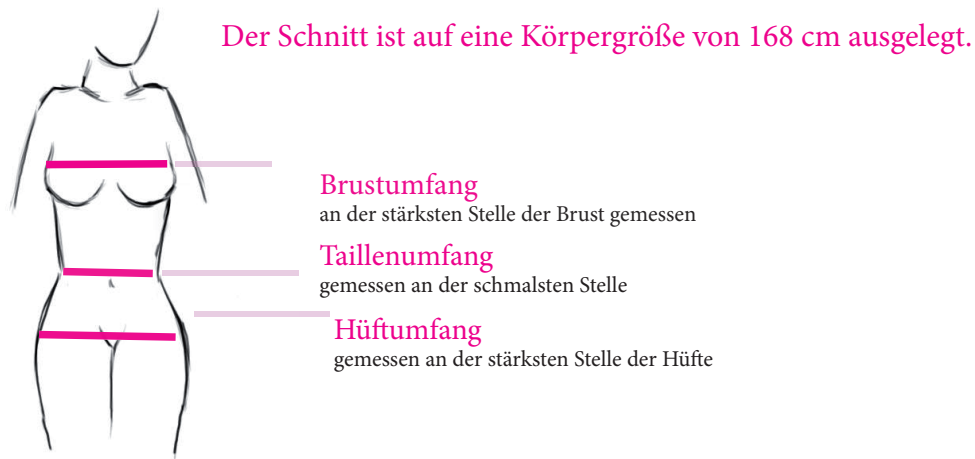 Der Schnitt ist auf eine Körpergröße von 168 cm ausgelegt.
Brustumfang
an der stärksten Stelle der Brust gemessen
Taillenumfang
gemessen an der schmalsten Stelle
Hüftumfang
gemessen an der stärksten Stelle der Hüfte